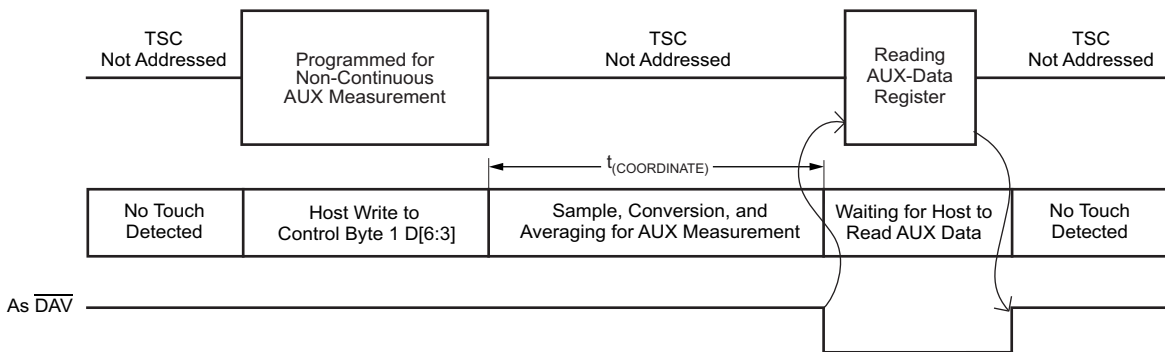 TSC
Not Addressed
Programmed for
Non-Continuous
AUX Measurement
TSC
Not Addressed
Reading
AUX-Data
Register
TSC
Not Addressed
t(COORDINATE)
No Touch
Detected
Host Write to
Control Byte 1 D[6:3]
Sample, Conversion, and
Averaging for AUX Measurement
Waiting for Host to
Read AUX Data
No Touch
Detected
As DAV